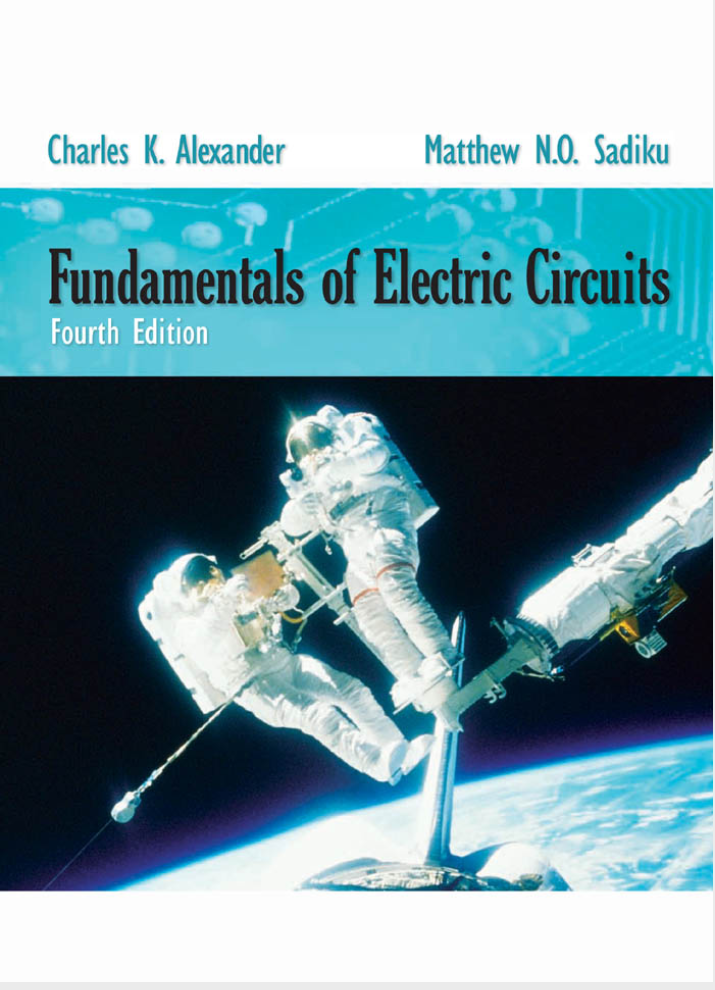 Charles K. Alexander Matthew N.O. Sadiku
Fundamentals of Electric Circuits
Fourth Edition